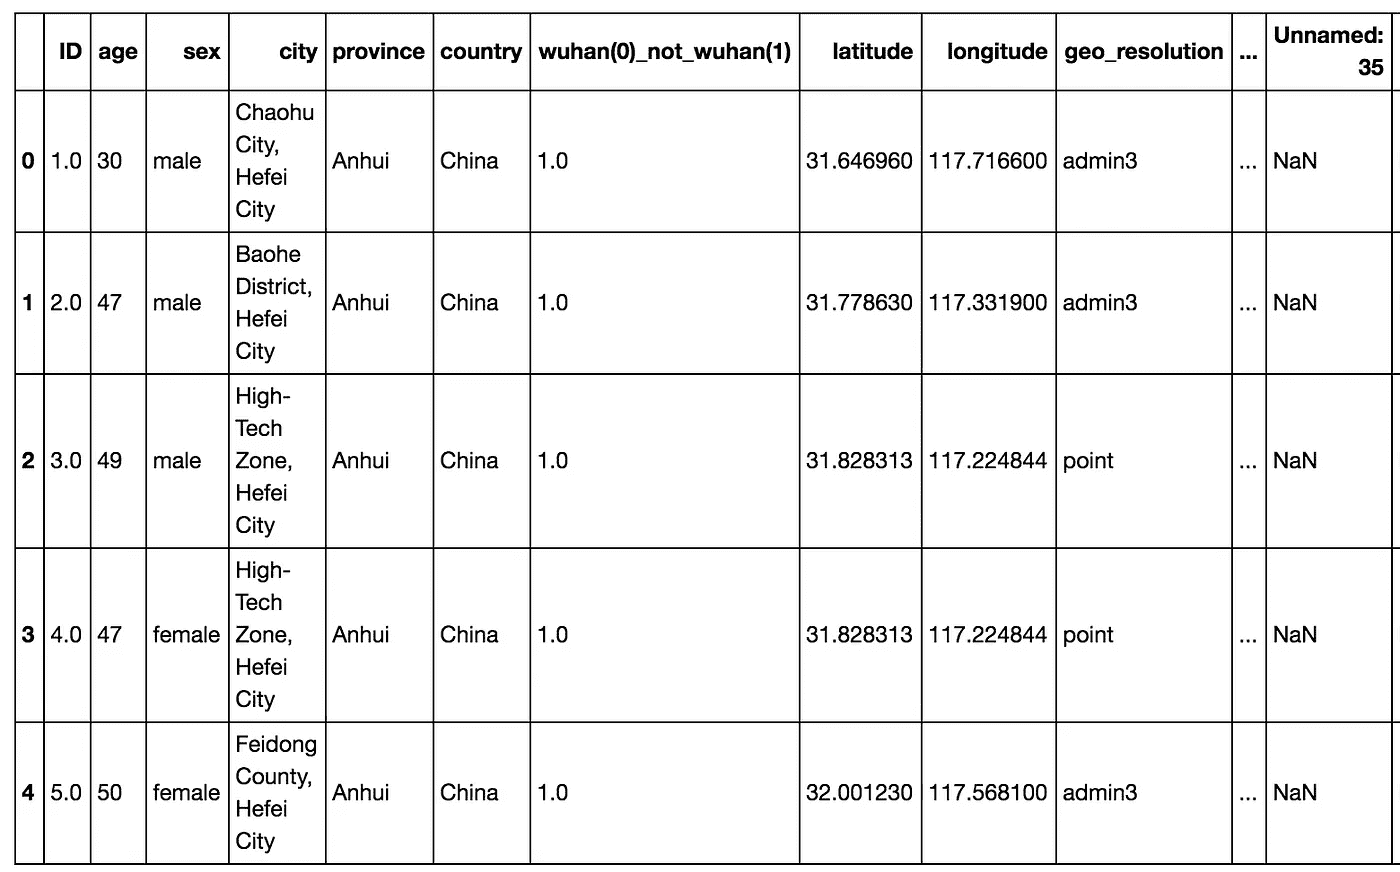 ID age sex city province country wuhan(0)_not_wuhan(1) latitude longitude geo_resolution ... Unnamed:
35
0 1.0 30 male Chaohu
City,
Hefei
City Anhui China 1.0 31.646960 117.716600 admin3 ... NaN
1 2.0 47 male Baohe
District,
Hefei
City Anhui China 1.0 31.778630 117.331900 admin3 ... NaN
2 3.0 49 male High-
Tech
Zone,
Hefei
City Anhui China 1.0 31.828313 117.224844 point ... NaN
3 4.0 47 female High-
Tech
Zone,
Hefei
City Anhui China 1.0 31.828313 117.224844 point ... NaN
4 5.0 50 female Feidong
County,
Hefei
City Anhui China 1.0 32.001230 117.568100 admin3 ... NaN